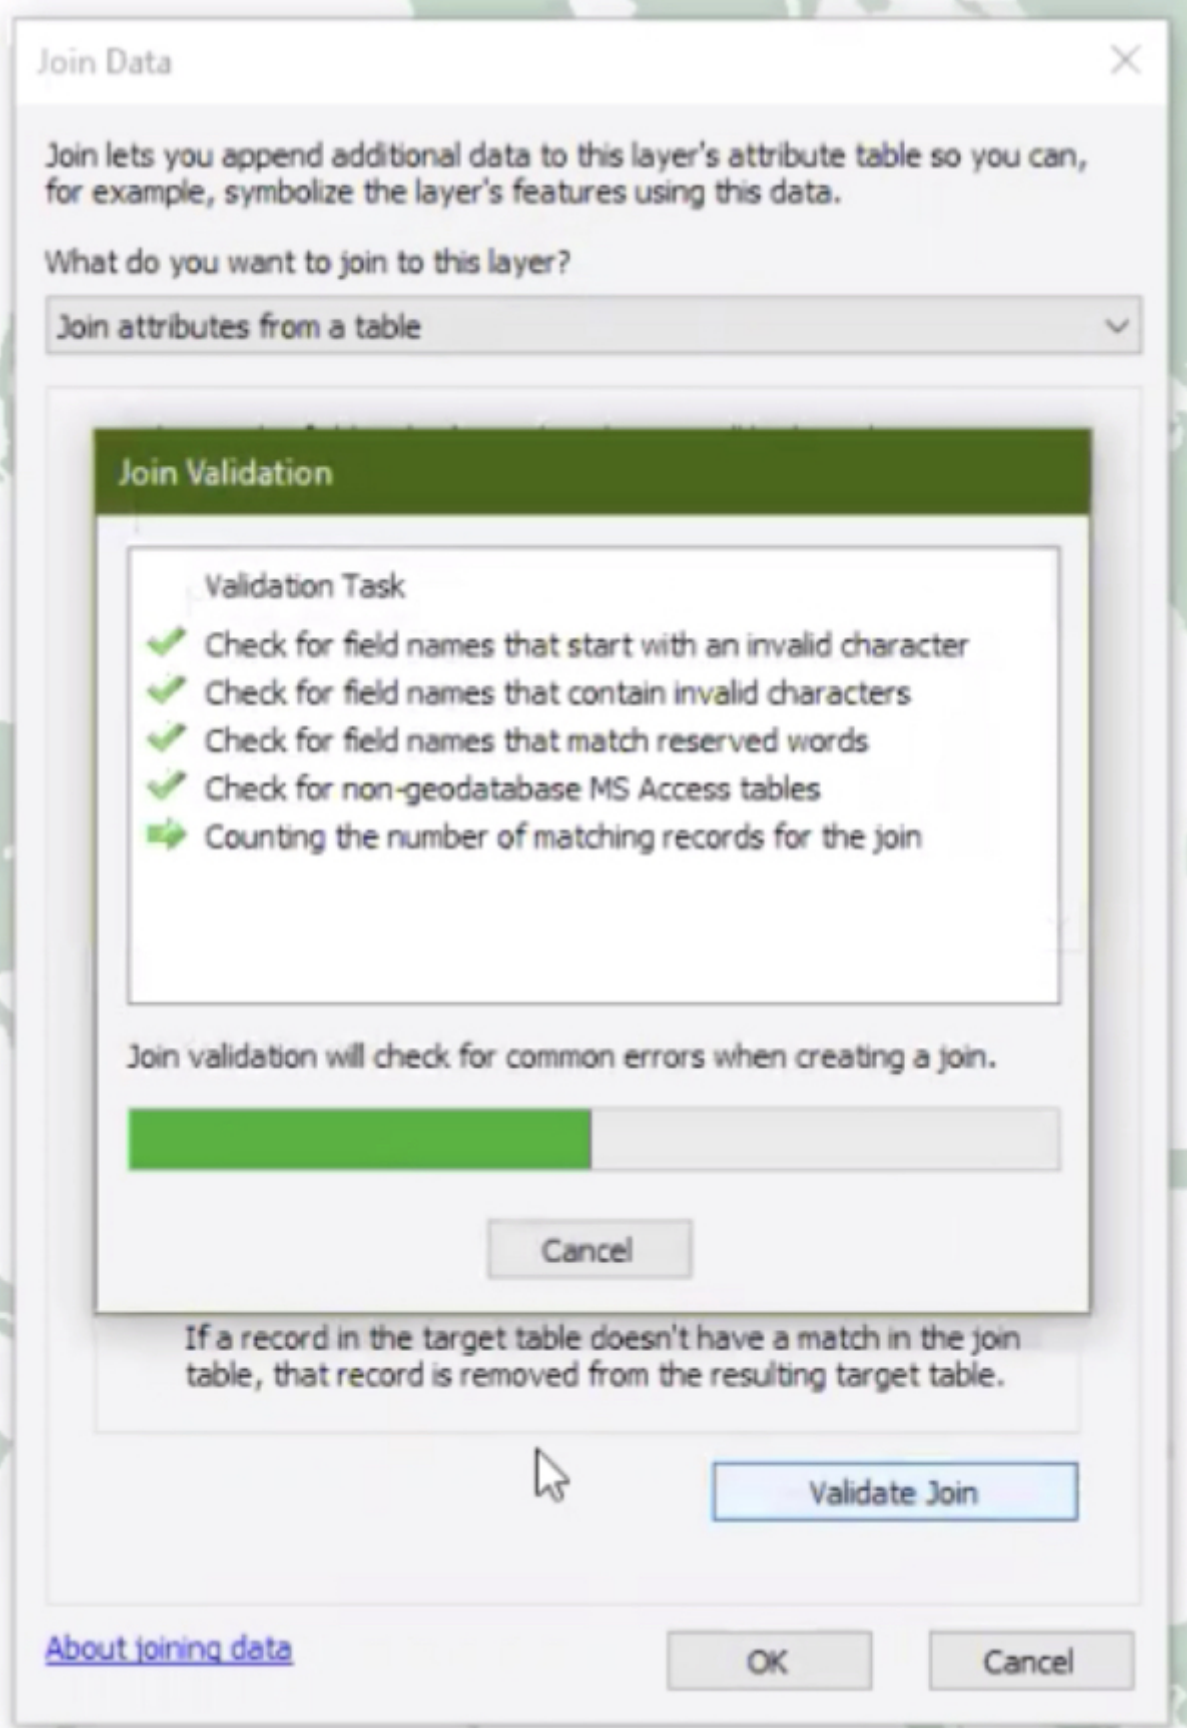 Join Data
Join lets you append additional data to this layer's attribute table so you can,
for example, symbolize the layer's features using this data.
What do you want to join to this layer?
Join attributes from a table
Join Validation
Validation Task
Check for field names that start with an invalid character
Check for field names that contain invalid characters
Check for field names that match reserved words
Check for non-geodatabase MS Access tables
Counting the number of matching records for the join
Join validation will check for common errors when creating a join.
Cancel
If a record in the target table doesn't have a match in the join
table, that record is removed from the resulting target table.
Validate Join
About joining data
OK
Cancel